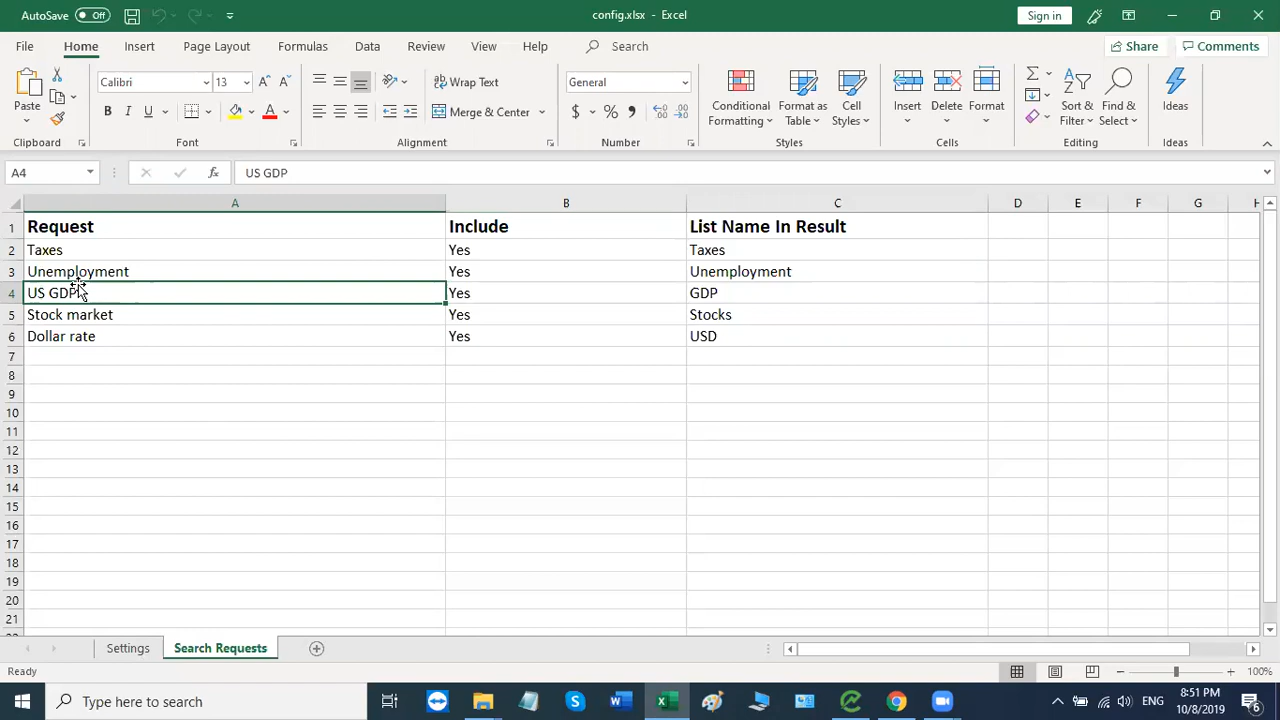 AutoSave Off config.xlsx - Excel Sign in
File Home Insert Page Layout Formulas Data Review View Help Search Share Comments
Paste Calibri 13 Wrap Text General Conditional Formatting Format as Table Cell Styles Insert Delete Format Sort & Filter Find & Select Ideas
B I U Merge & Center $ %
Clipboard Font Alignment Number Styles Cells Editing Ideas
A4 fx US GDP
A B C D E F G H
1 Request Include List Name In Result
2 Taxes Yes Taxes
3 Unemployment Yes Unemployment
4 US GDP Yes GDP
5 Stock market Yes Stocks
6 Dollar rate Yes USD
7
8
9
10
11
12
13
14
15
16
17
18
19
20
21
22
Settings Search Requests
Ready 100%
Type here to search ENG 8:51 PM
10/8/2019 6